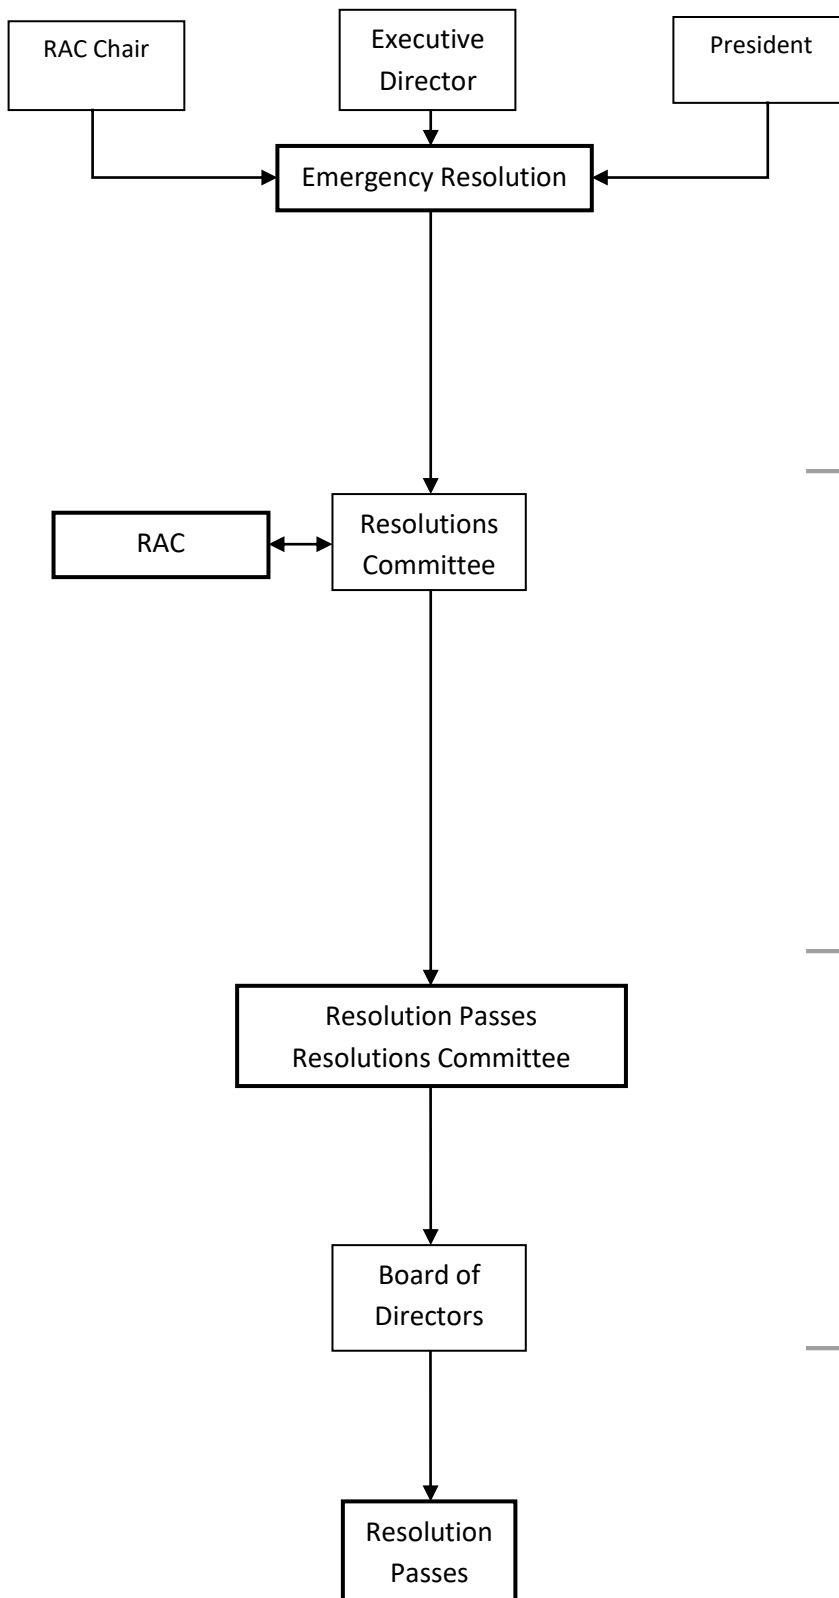 RAC Chair
Executive
Director
President
Emergency Resolution
RAC
Resolutions
Committee
Resolution Passes
Resolutions Committee
Board of
Directors
Resolution
Passes